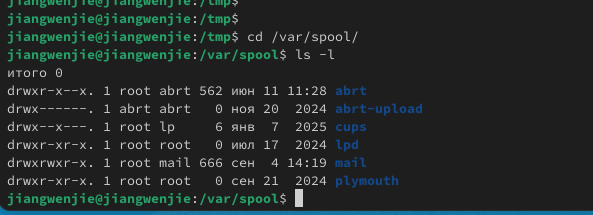 jiangwenjie@jiangwenjie:/tmp$
jiangwenjie@jiangwenjie:/tmp$
jiangwenjie@jiangwenjie:/tmp$ cd /var/spool/
jiangwenjie@jiangwenjie:/var/spool$ ls -l
итого 0
drwxr-x--x. 1 root abrt 562 июн 11 11:28 abrt
drwx------. 1 abrt abrt   0 ноя 20  2024 abrt-upload
drwx--x---. 1 root lp     6 янв  7  2025 cups
drwxr-xr-x. 1 root root   0 июл 17  2024 lpd
drwxrwxr-x. 1 root mail 666 сен  4 14:19 mail
drwxr-xr-x. 1 root root   0 сен 21  2024 plymouth
jiangwenjie@jiangwenjie:/var/spool$